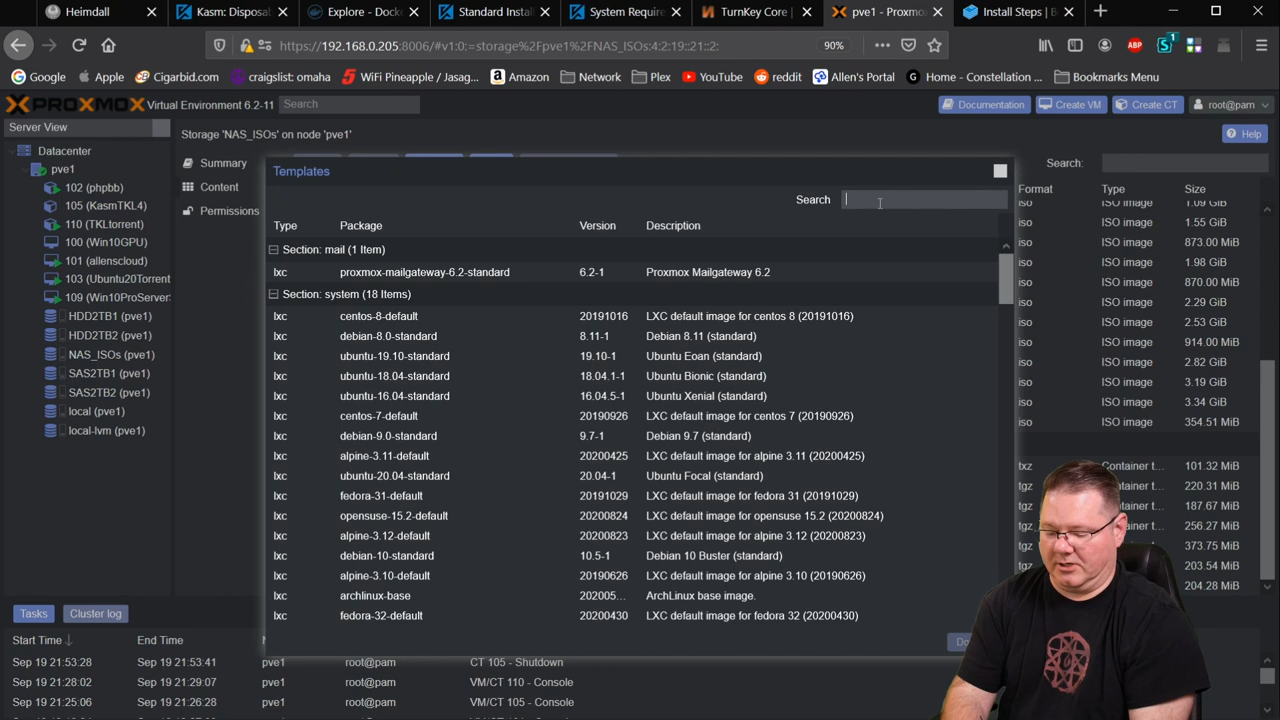 Heimdall
Kasm: Disposal
Explore - Docke
Standard Instal
System Require
TurnKey Core |
pve1 - Proxmo
Install Steps | B
https://192.168.0.205:8006/#v1:0:=storage%2Fpve1%2FNAS_ISOs:4:2:19::21::2:
90%
Google
Apple
Cigarbid.com
craigslist: omaha
WiFi Pineapple / Jasag...
Amazon
Network
Plex
YouTube
reddit
Allen's Portal
Home - Constellation ...
Bookmarks Menu
PROXMOX Virtual Environment 6.2-11
Search
Documentation
Create VM
Create CT
root@pam
Server View
Storage 'NAS_ISOs' on node 'pve1'
Help
Datacenter
pve1
102 (phpbb)
105 (KasmTKL4)
110 (TKLtorrent)
100 (Win10GPU)
101 (allenscloud)
103 (Ubuntu20Torrent
109 (Win10ProServer:
HDD2TB1 (pve1)
HDD2TB2 (pve1)
NAS_ISOs (pve1)
SAS2TB1 (pve1)
SAS2TB2 (pve1)
local (pve1)
local-lvm (pve1)
Summary
Content
Permissions
Search:
Templates
Search
Type Package Version Description
Section: mail (1 Item)
lxc proxmox-mailgateway-6.2-standard 6.2-1 Proxmox Mailgateway 6.2
Section: system (18 Items)
lxc centos-8-default 20191016 LXC default image for centos 8 (20191016)
lxc debian-8.0-standard 8.11-1 Debian 8.11 (standard)
lxc ubuntu-19.10-standard 19.10-1 Ubuntu Eoan (standard)
lxc ubuntu-18.04-standard 18.04.1-1 Ubuntu Bionic (standard)
lxc ubuntu-16.04-standard 16.04.5-1 Ubuntu Xenial (standard)
lxc centos-7-default 20190926 LXC default image for centos 7 (20190926)
lxc debian-9.0-standard 9.7-1 Debian 9.7 (standard)
lxc alpine-3.11-default 20200425 LXC default image for alpine 3.11 (20200425)
lxc ubuntu-20.04-standard 20.04-1 Ubuntu Focal (standard)
lxc fedora-31-default 20191029 LXC default image for fedora 31 (20191029)
lxc opensuse-15.2-default 20200824 LXC default image for opensuse 15.2 (20200824)
lxc alpine-3.12-default 20200823 LXC default image for alpine 3.12 (20200823)
lxc debian-10-standard 10.5-1 Debian 10 Buster (standard)
lxc alpine-3.10-default 20190626 LXC default image for alpine 3.10 (20190626)
lxc archlinux-base 202005... ArchLinux base image.
lxc fedora-32-default 20200430 LXC default image for fedora 32 (20200430)
Format Type Size
iso ISO image 1.09 GiB
iso ISO image 1.55 GiB
iso ISO image 873.00 MiB
iso ISO image 1.98 GiB
iso ISO image 870.00 MiB
iso ISO image 2.29 GiB
iso ISO image 2.53 GiB
iso ISO image 914.00 MiB
iso ISO image 2.82 GiB
iso ISO image 3.19 GiB
iso ISO image 3.34 GiB
iso ISO image 354.51 MiB
txz Container t... 101.32 MiB
tgz Container t... 220.31 MiB
tgz Container t... 187.67 MiB
tgz Container t... 256.27 MiB
373.75 MiB
203.54 MiB
204.28 MiB
Tasks
Cluster log
Start Time End Time
Sep 19 21:53:28 Sep 19 21:53:41 pve1 root@pam CT 105 - Shutdown
Sep 19 21:28:02 Sep 19 21:29:07 pve1 root@pam VM/CT 110 - Console
Sep 19 21:25:06 Sep 19 21:26:28 pve1 root@pam VM/CT 105 - Console